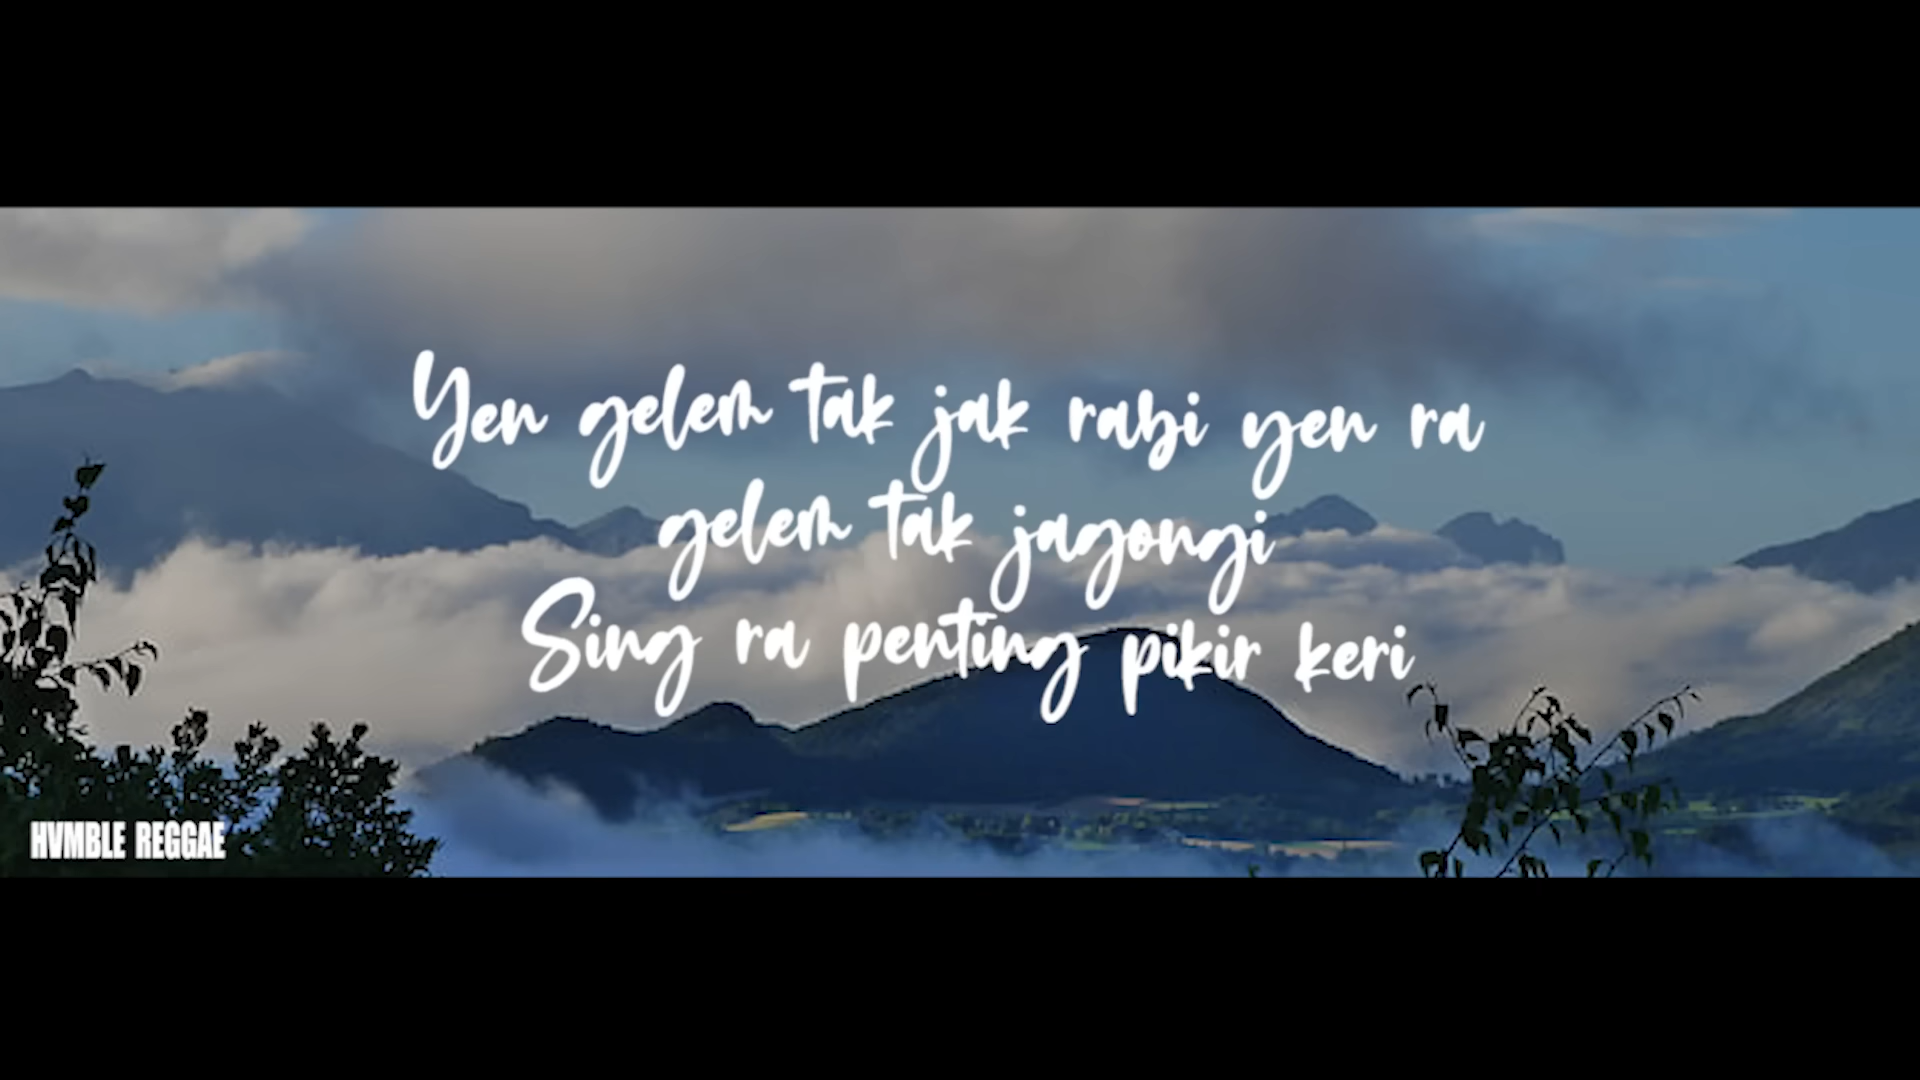 Yen gelem tak jak rabi yen ra
gelem tak jagongi
Sing ra penting pikir keri
HVMBLE REGGAE